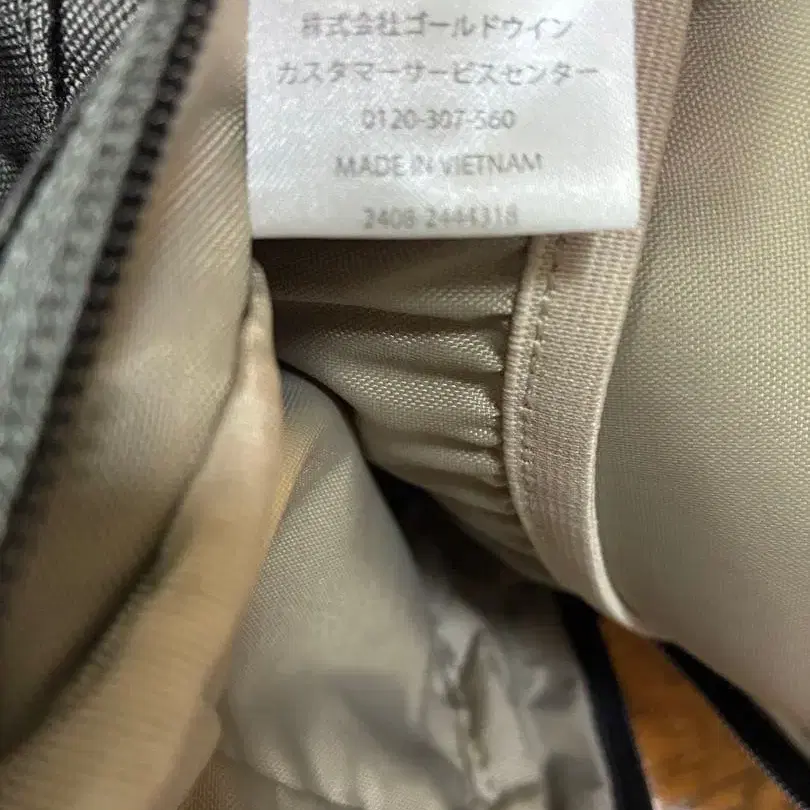 株式会社ゴールドウイン
カスタマーサービスセンター
0120-307-560
MADE IN VIETNAM
2408-2444318